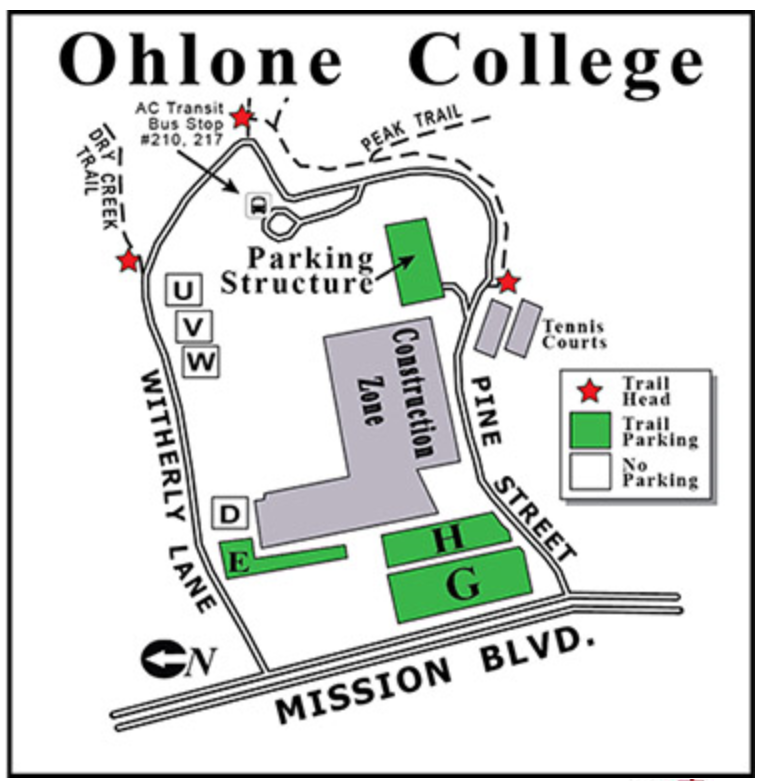 Ohlone College
AC Transit
Bus Stop
#210, 217
PEAK TRAIL
DRY CREEK
TRAIL
Parking
Structure
U
V
W
Tennis
Courts
Construction
Zone
WITHERLY LANE
PINE STREET
Trail
Head
Trail
Parking
No
Parking
D
E
H
G
N
MISSION BLVD.